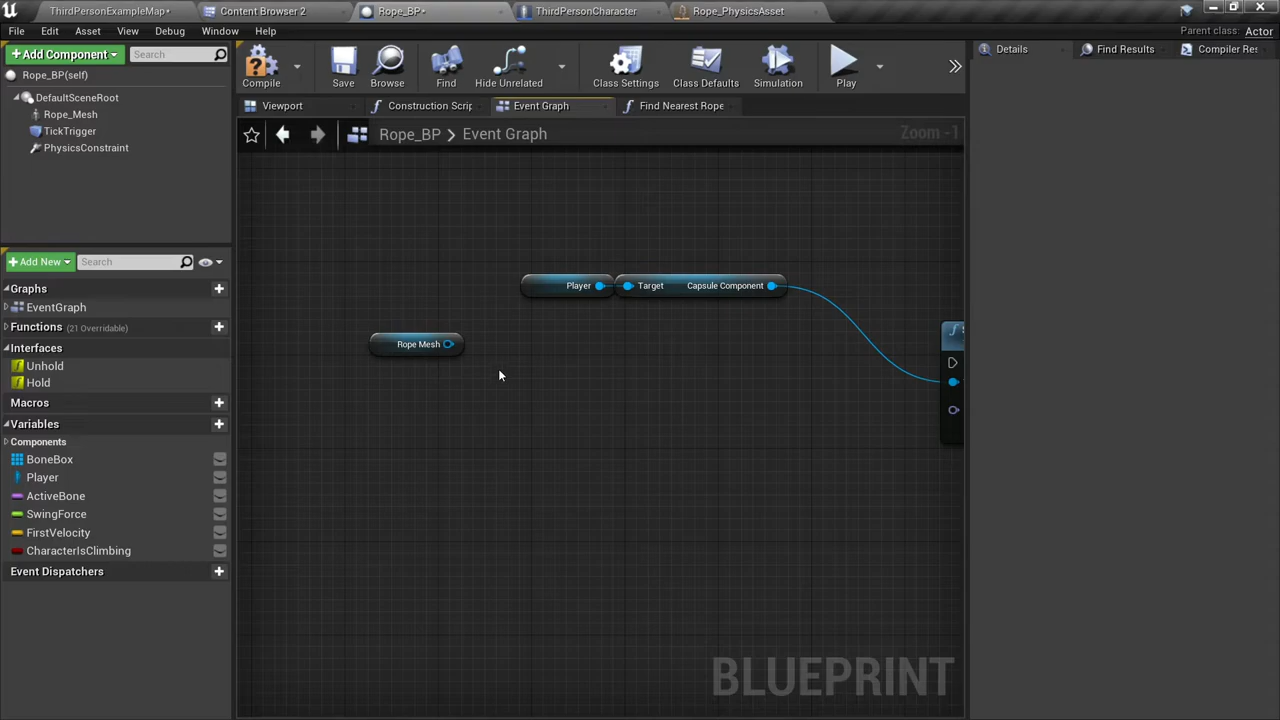 ThirdPersonExampleMap•
Content Browser 2
Rope_BP•
ThirdPersonCharacter
Rope_PhysicsAsset
File Edit Asset View Debug Window Help
Parent class: Actor
Add Component
Search
Compile
Save
Browse
Find
Hide Unrelated
Class Settings
Class Defaults
Simulation
Play
Details
Find Results
Compiler Res
Rope_BP(self)
DefaultSceneRoot
Rope_Mesh
TickTrigger
PhysicsConstraint
Viewport
Construction Scrip
Event Graph
Find Nearest Rope
Rope_BP > Event Graph
Zoom -1
Add New
Search
Graphs
EventGraph
Functions (21 Overridable)
Interfaces
Unhold
Hold
Macros
Variables
Components
BoneBox
Player
ActiveBone
SwingForce
FirstVelocity
CharacterIsClimbing
Event Dispatchers
Player
Target Capsule Component
Rope Mesh
BLUEPRINT